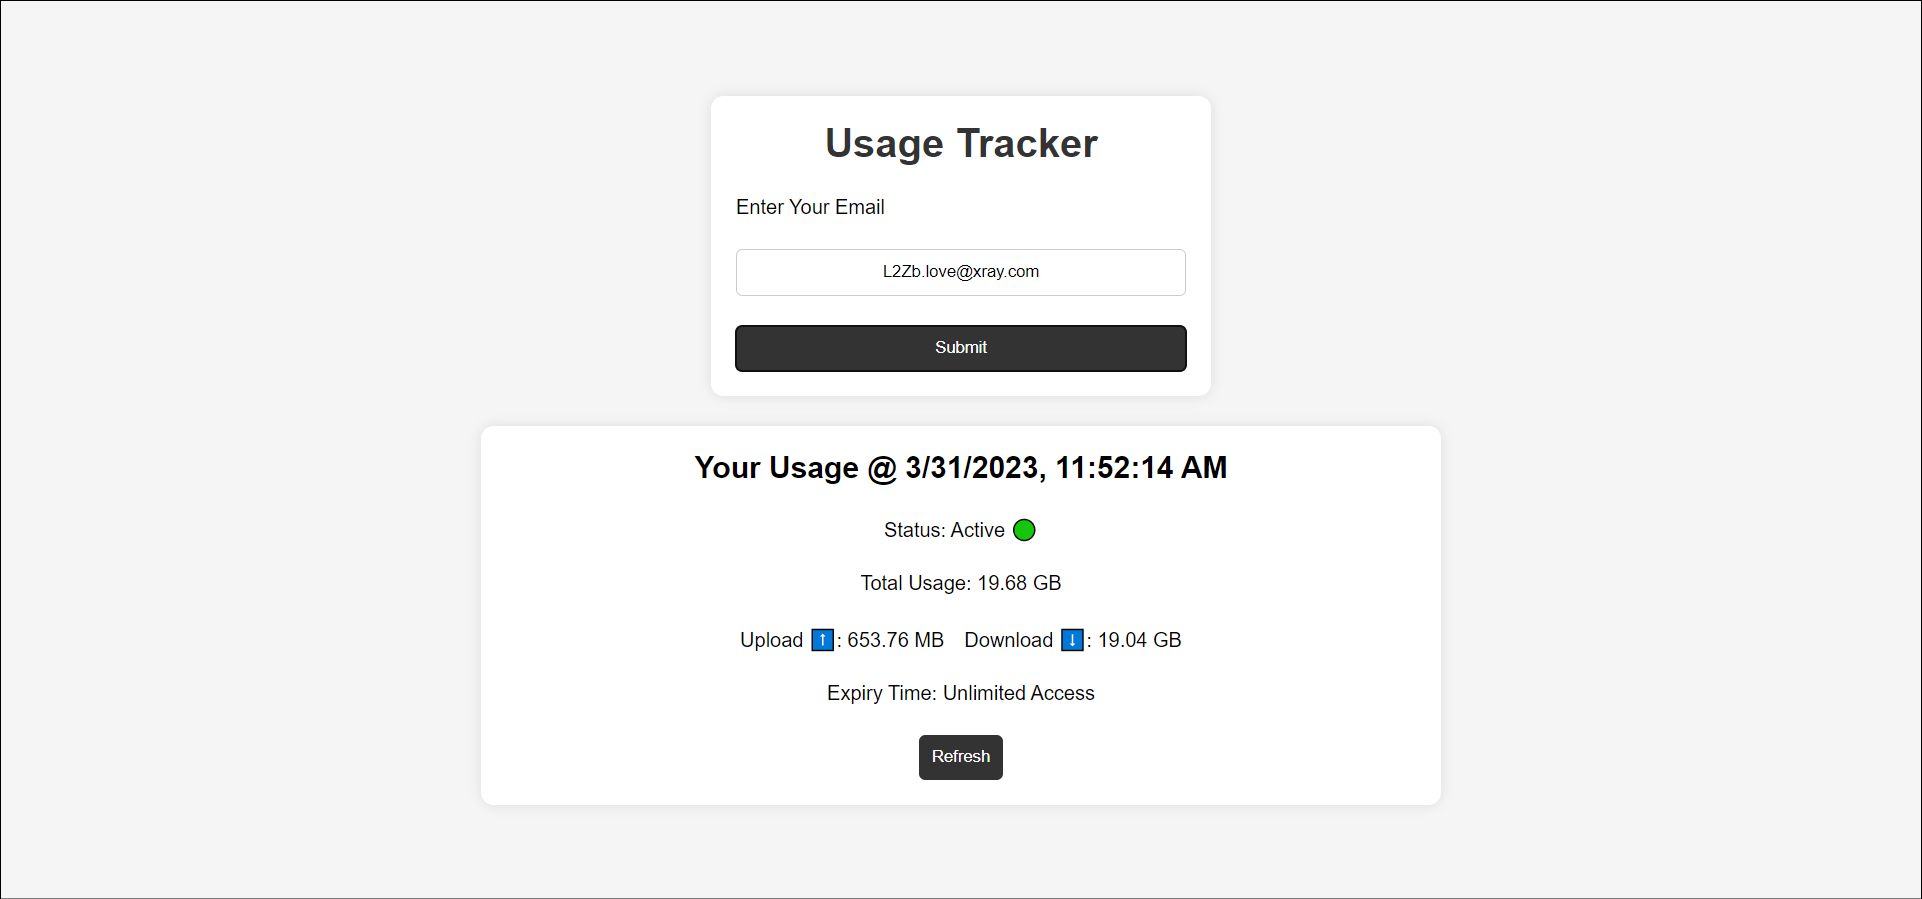 Usage Tracker
Enter Your Email
L2Zb.love@xray.com
Submit
Your Usage @ 3/31/2023, 11:52:14 AM
Status: Active 🟢
Total Usage: 19.68 GB
Upload ⬆️: 653.76 MB Download ⬇️: 19.04 GB
Expiry Time: Unlimited Access
Refresh